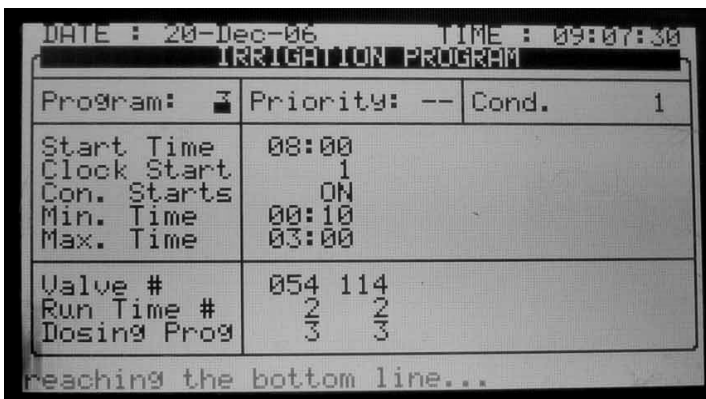 DATE : 20-Dec-06 TIME : 09:07:30
IRRIGATION PROGRAM
Program: 3 Priority: -- Cond. 1
Start Time 08:00
Clock Start 1
Con. Starts ON
Min. Time 00:10
Max. Time 03:00
Valve # 054 114
Run Time # 2 2
Dosing Prog 3 3
reaching the bottom line...